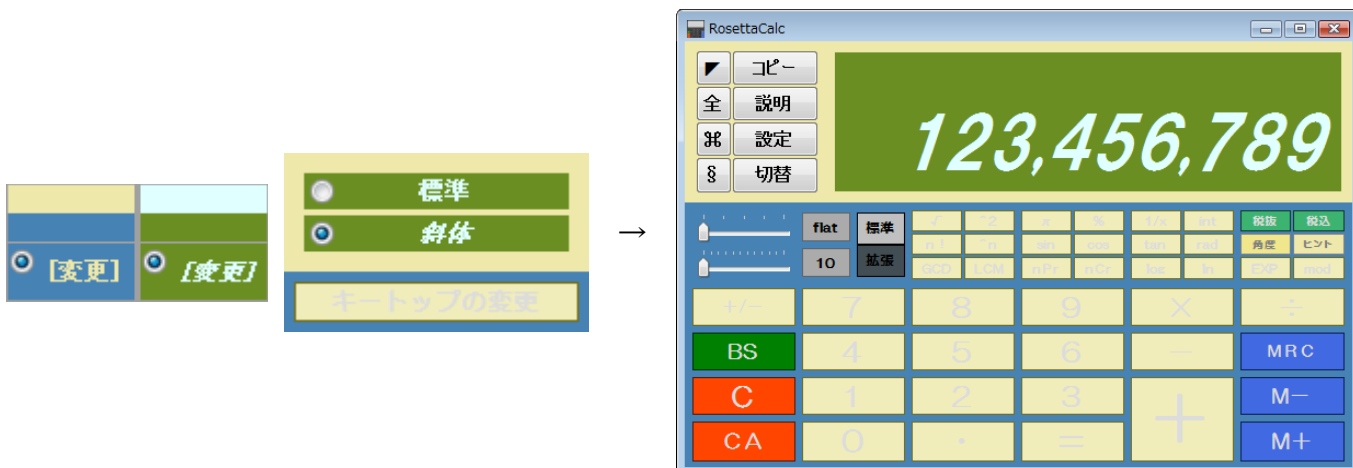 [変更] [変更]
標準
斜体
キートップの変更
→
RosettaCalc
コピー
全 説明
⌘ 設定
§ 切替
123,456,789
flat 標準 √ ^2 π % 1/x int 税抜 税込
n! ^n sin cos tan rad 角度 ヒント
10 拡張 GCD LCM nPr nCr log ln EXP mod
+/− 7 8 9 × ÷
BS 4 5 6 − MRC
C 1 2 3 + M−
CA 0 · = M+